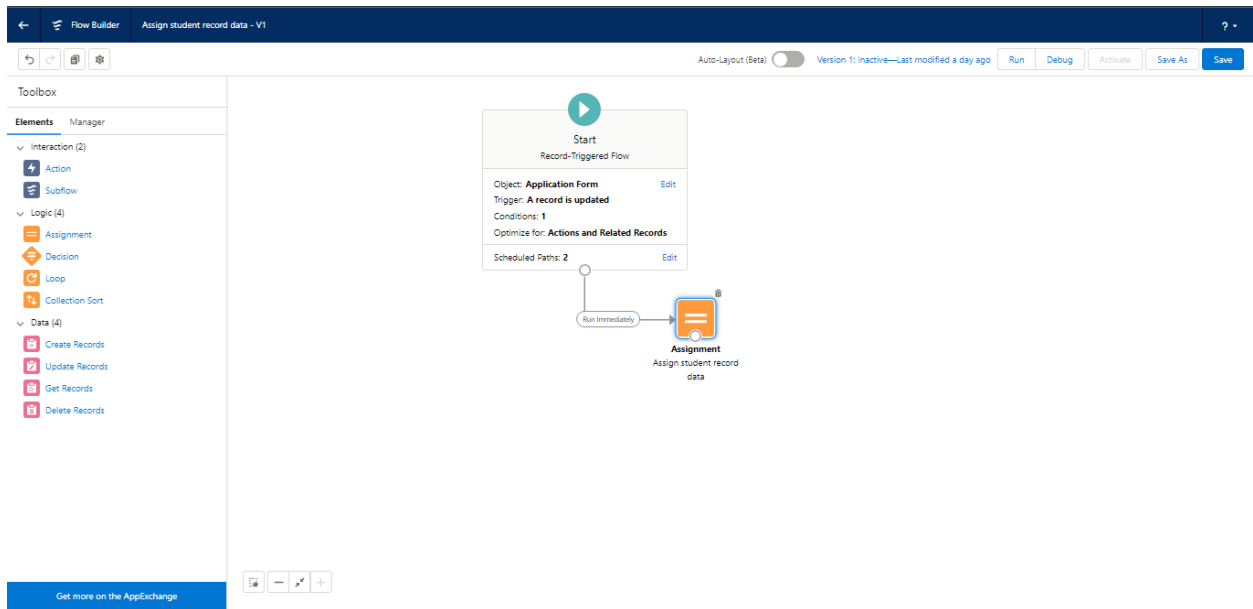 Flow Builder
Assign student record data - V1
?
Auto-Layout (Beta)
Version 1: Inactive—Last modified a day ago
Run
Debug
Activate
Save As
Save
Toolbox
Elements
Manager
Interaction (2)
Action
Subflow
Logic (4)
Assignment
Decision
Loop
Collection Sort
Data (4)
Create Records
Update Records
Get Records
Delete Records
Get more on the AppExchange
Start
Record-Triggered Flow
Object: Application Form
Edit
Trigger: A record is updated
Conditions: 1
Optimize for: Actions and Related Records
Scheduled Paths: 2
Edit
Run Immediately
Assignment
Assign student record
data